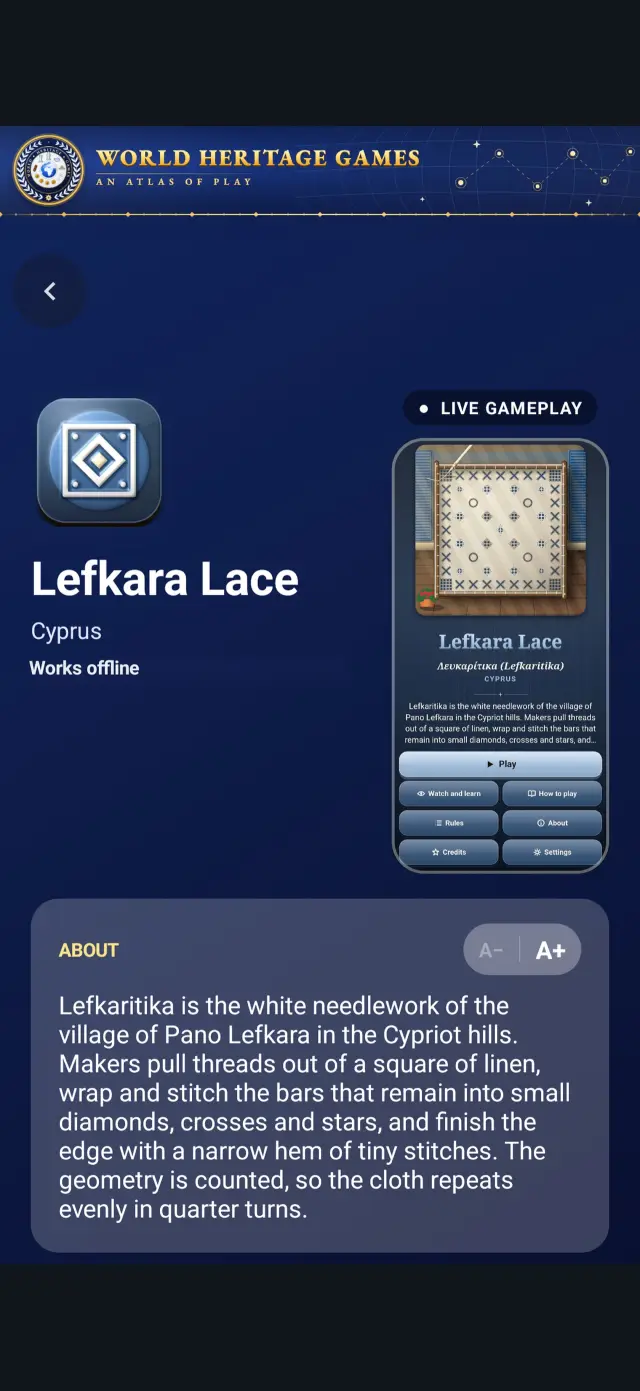 WORLD HERITAGE GAMES
AN ATLAS OF PLAY
LIVE GAMEPLAY
Lefkara Lace
Cyprus
Works offline
Lefkara Lace
Λευκαρίτικα (Lefkaritika)
CYPRUS
Lefkaritika is the white needlework of the village of
Pano Lefkara in the Cypriot hills. Makers pull threads
out of a square of linen, wrap and stitch the bars that
remain into small diamonds, crosses and stars, and...
Play
Watch and learn
How to play
Rules
About
Credits
Settings
ABOUT
A−
A+
Lefkaritika is the white needlework of the
village of Pano Lefkara in the Cypriot hills.
Makers pull threads out of a square of linen,
wrap and stitch the bars that remain into small
diamonds, crosses and stars, and finish the
edge with a narrow hem of tiny stitches. The
geometry is counted, so the cloth repeats
evenly in quarter turns.